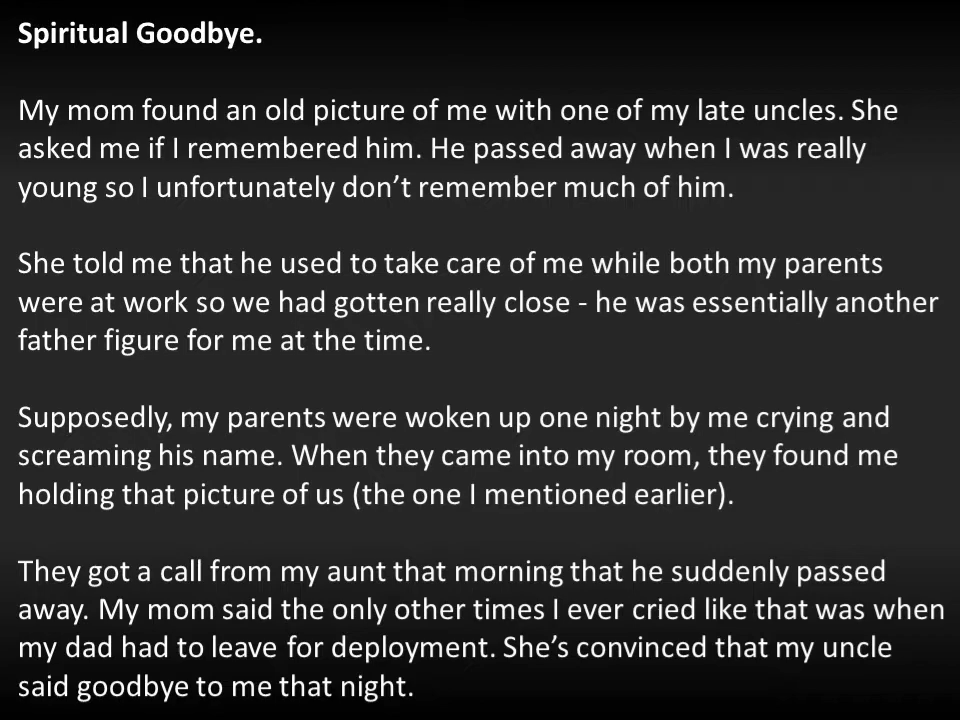 Spiritual Goodbye.
My mom found an old picture of me with one of my late uncles. She
asked me if I remembered him. He passed away when I was really
young so I unfortunately don’t remember much of him.
She told me that he used to take care of me while both my parents
were at work so we had gotten really close - he was essentially another
father figure for me at the time.
Supposedly, my parents were woken up one night by me crying and
screaming his name. When they came into my room, they found me
holding that picture of us (the one I mentioned earlier).
They got a call from my aunt that morning that he suddenly passed
away. My mom said the only other times I ever cried like that was when
my dad had to leave for deployment. She’s convinced that my uncle
said goodbye to me that night.